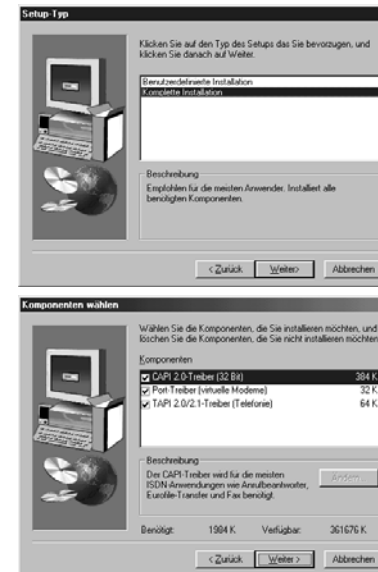 Setup-Typ
Klicken Sie auf den Typ des Setups das Sie bevorzugen, und
klicken Sie danach auf Weiter.
Benutzerdefinierte Installation
Komplette Installation
Beschreibung
Empfohlen für die meisten Anwender. Installiert alle
benötigten Komponenten.
< Zurück Weiter> Abbrechen
Komponenten wählen
Wählen Sie die Komponenten, die Sie installieren möchten, und
löschen Sie die Komponenten, die Sie nicht installieren möchten
Komponenten
CAPI 2.0-Treiber (32 Bit) 384 K
Port-Treiber (virtuelle Modems) 32 K
TAPI 2.0/2.1-Treiber (Telefonie) 64 K
Beschreibung
Der CAPI-Treiber wird für die meisten
ISDN-Anwendungen wie Anrufbeantworter,
Eurofile-Transfer und Fax benötigt.
Ändern...
Benötigt: 1984 K Verfügbar: 361676 K
< Zurück Weiter > Abbrechen